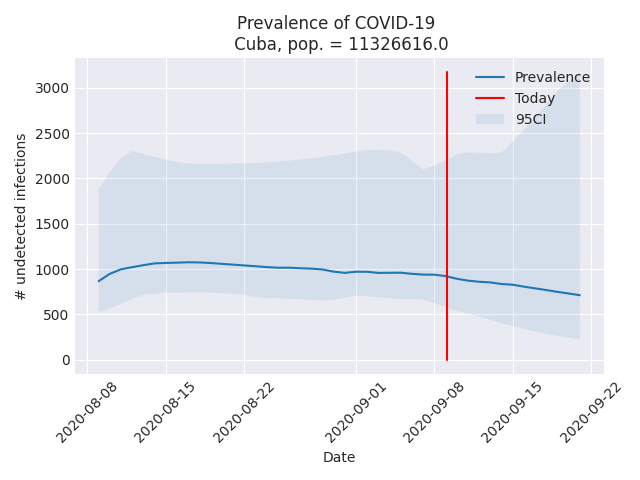 Prevalence of COVID-19
Cuba, pop. = 11326616.0
Prevalence
Today
95CI
3000
2500
2000
1500
1000
500
0
# undetected infections
2020-08-08
2020-08-15
2020-08-22
2020-09-01
2020-09-08
2020-09-15
2020-09-22
Date